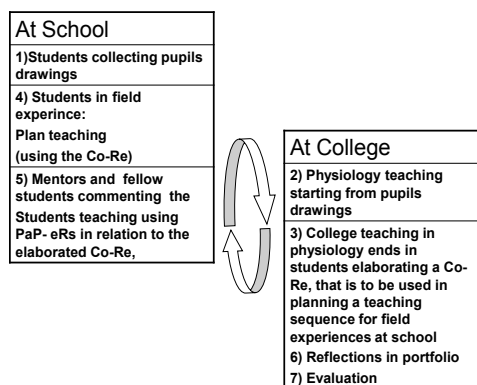 At School
1)Students collecting pupils
drawings
4) Students in field
experince:
Plan teaching
(using the Co-Re)
5) Mentors and fellow
students commenting the
Students teaching using
PaP- eRs in relation to the
elaborated Co-Re,
At College
2) Physiology teaching
starting from pupils
drawings
3) College teaching in
physiology ends in
students elaborating a Co-
Re, that is to be used in
planning a teaching
sequence for field
experiences at school
6) Reflections in portfolio
7) Evaluation